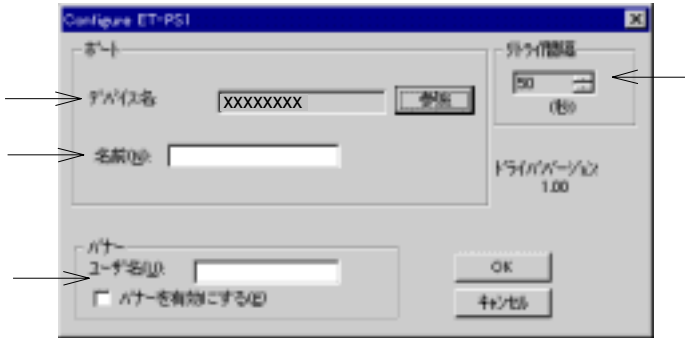 Configure ET-PS1
ポート
リトライ間隔
デバイス名:
XXXXXXXX
参照
50
(秒)
名前(N):
ドライバ バージョン:
1.00
バナー
ユーザ名(U):
バナーを有効にする(E)
OK
キャンセル